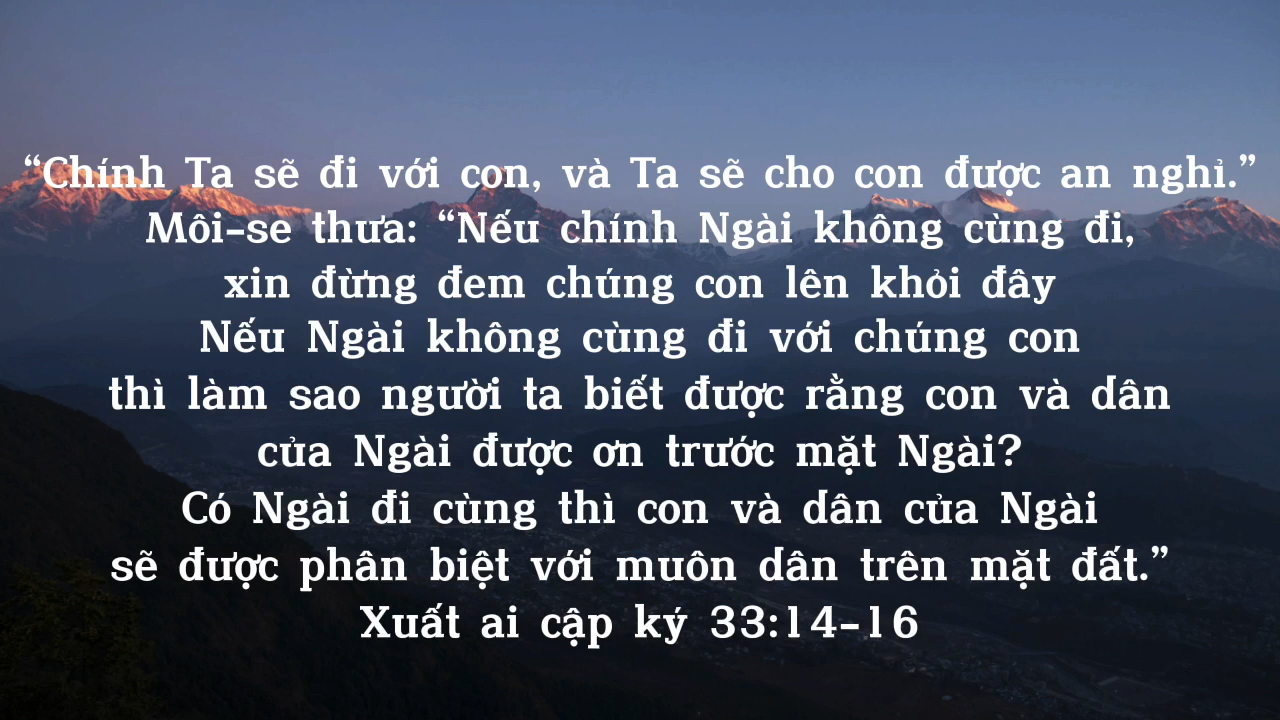 “Chính Ta sẽ đi với con, và Ta sẽ cho con được an nghỉ.”
Môi-se thưa: “Nếu chính Ngài không cùng đi,
xin đừng đem chúng con lên khỏi đây
Nếu Ngài không cùng đi với chúng con
thì làm sao người ta biết được rằng con và dân
của Ngài được ơn trước mặt Ngài?
Có Ngài đi cùng thì con và dân của Ngài
sẽ được phân biệt với muôn dân trên mặt đất.”
Xuất ai cập ký 33:14-16